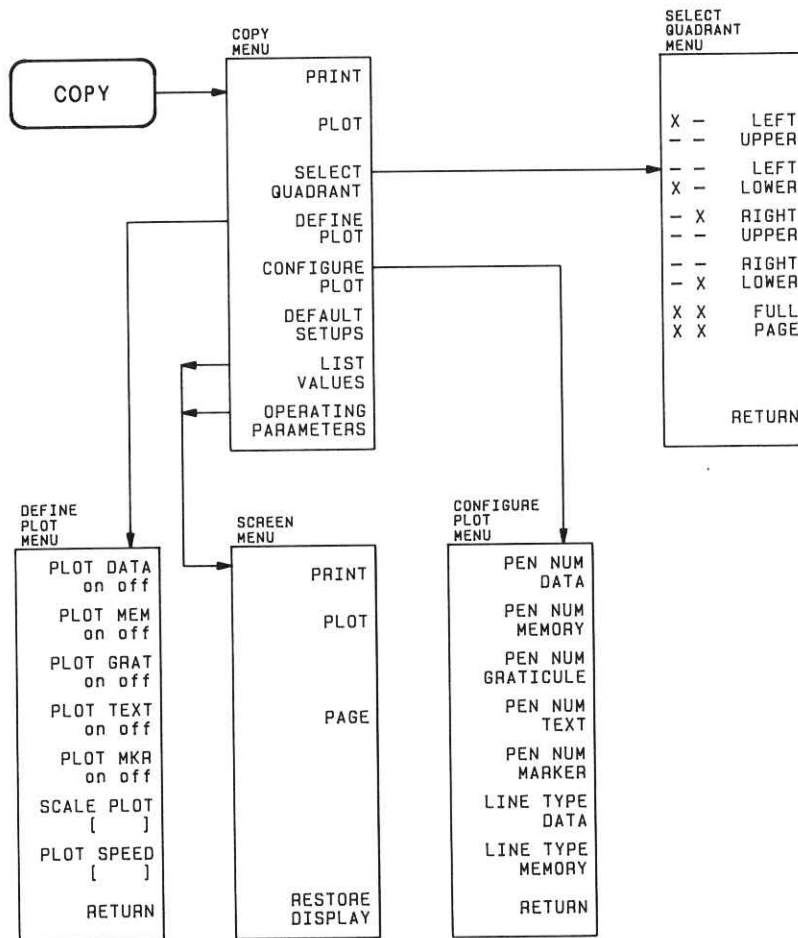 COPY
COPY
MENU
PRINT
PLOT
SELECT
QUADRANT
DEFINE
PLOT
CONFIGURE
PLOT
DEFAULT
SETUPS
LIST
VALUES
OPERATING
PARAMETERS
SELECT
QUADRANT
MENU
X - LEFT
- - UPPER
- - LEFT
X - LOWER
- X RIGHT
- - UPPER
- - RIGHT
- X LOWER
X X FULL
X X PAGE
RETURN
DEFINE
PLOT
MENU
PLOT DATA
on off
PLOT MEM
on off
PLOT GRAT
on off
PLOT TEXT
on off
PLOT MKR
on off
SCALE PLOT
[ ]
PLOT SPEED
[ ]
RETURN
SCREEN
MENU
PRINT
PLOT
PAGE
RESTORE
DISPLAY
CONFIGURE
PLOT
MENU
PEN NUM
DATA
PEN NUM
MEMORY
PEN NUM
GRATICULE
PEN NUM
TEXT
PEN NUM
MARKER
LINE TYPE
DATA
LINE TYPE
MEMORY
RETURN